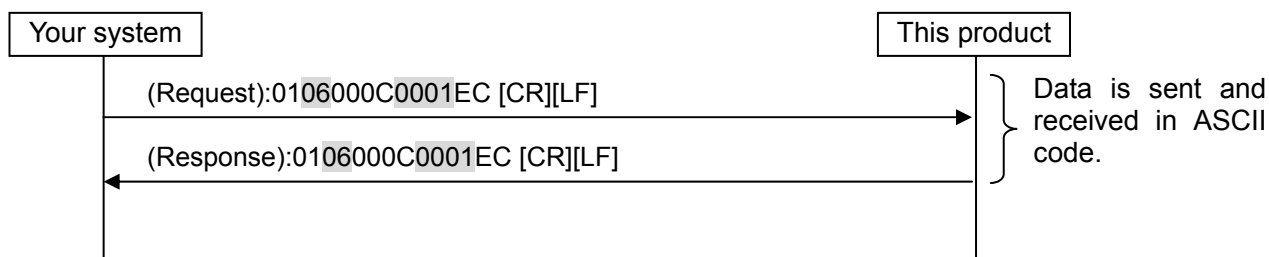 Your system
This product
(Request):0106000C0001EC [CR][LF]
(Response):0106000C0001EC [CR][LF]
Data is sent and
received in ASCII
code.